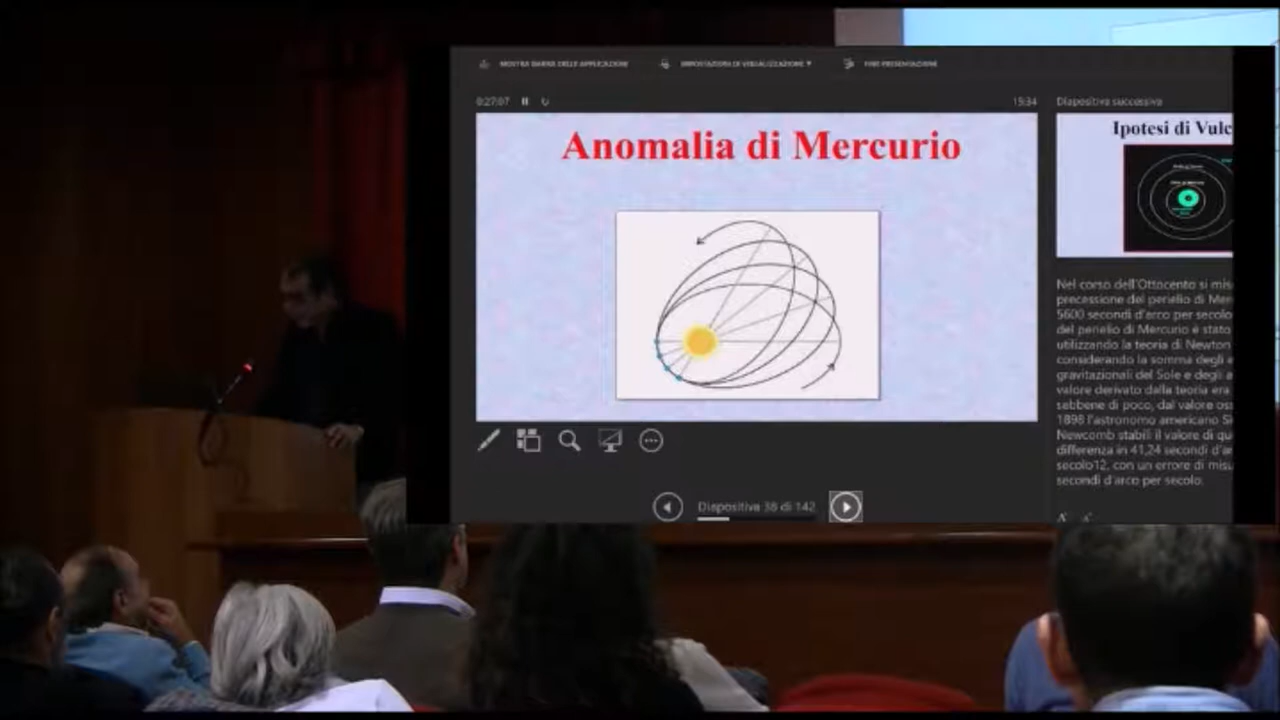 MOSTRA BARRA DELLE APPLICAZIONI
IMPOSTAZIONI DI VISUALIZZAZIONE
FINE PRESENTAZIONE
0:27:07
15:34
Anomalia di Mercurio
Diapositiva successiva
Ipotesi di Vulc
Nel corso dell'Ottocento si mis
precessione del perielio di Mer
5600 secondi d'arco per secolo
del perielio di Mercurio è stato
utilizzando la teoria di Newton
considerando la somma degli e
gravitazionali del Sole e degli a
valore derivato dalla teoria era
sebbene di poco, dal valore oss
1898 l'astronomo americano Si
Newcomb stabilì il valore di qu
differenza in 41,24 secondi d'ar
secolo12, con un errore di misu
secondi d'arco per secolo.
Diapositiva 38 di 142